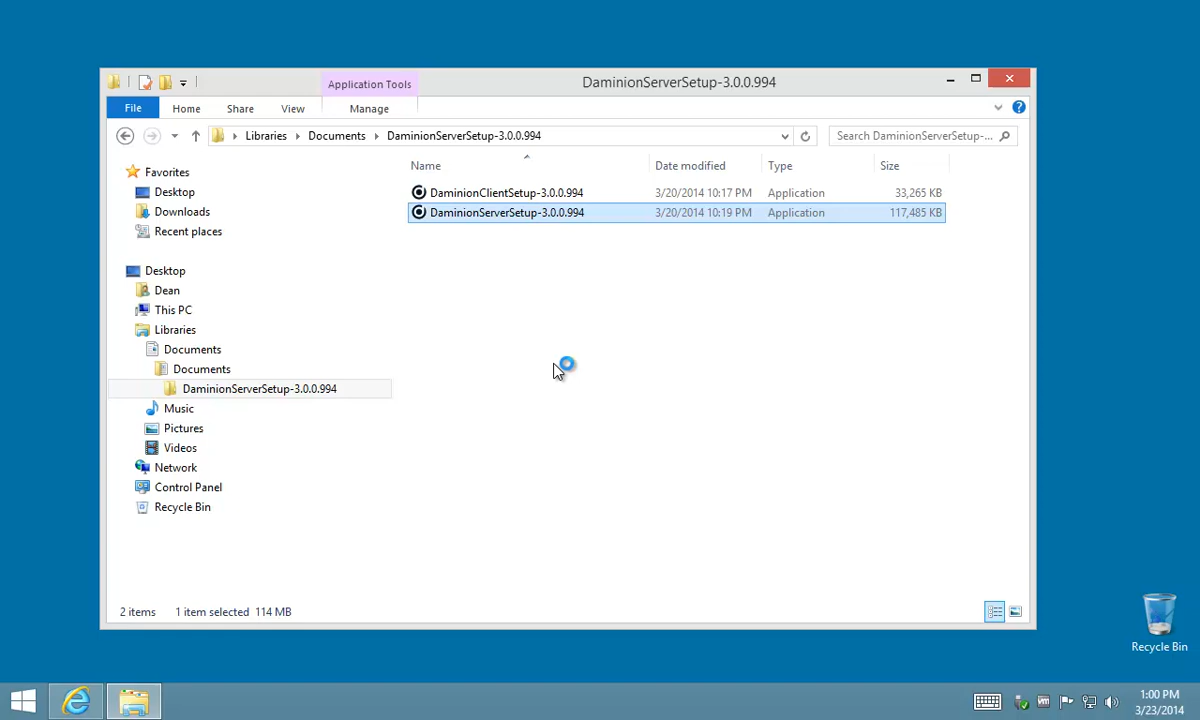 Application Tools
DaminionServerSetup-3.0.0.994
File Home Share View Manage
Libraries Documents DaminionServerSetup-3.0.0.994
Search DaminionServerSetup-...
Name Date modified Type Size
DaminionClientSetup-3.0.0.994 3/20/2014 10:17 PM Application 33,265 KB
DaminionServerSetup-3.0.0.994 3/20/2014 10:19 PM Application 117,485 KB
Favorites
Desktop
Downloads
Recent places
Desktop
Dean
This PC
Libraries
Documents
Documents
DaminionServerSetup-3.0.0.994
Music
Pictures
Videos
Network
Control Panel
Recycle Bin
2 items 1 item selected 114 MB
Recycle Bin
1:00 PM
3/23/2014